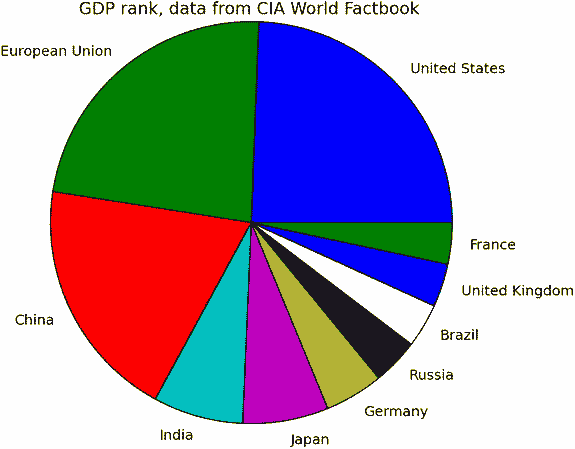 GDP rank, data from CIA World Factbook
European Union
United States
France
United Kingdom
China
Brazil
Russia
Germany
India
Japan